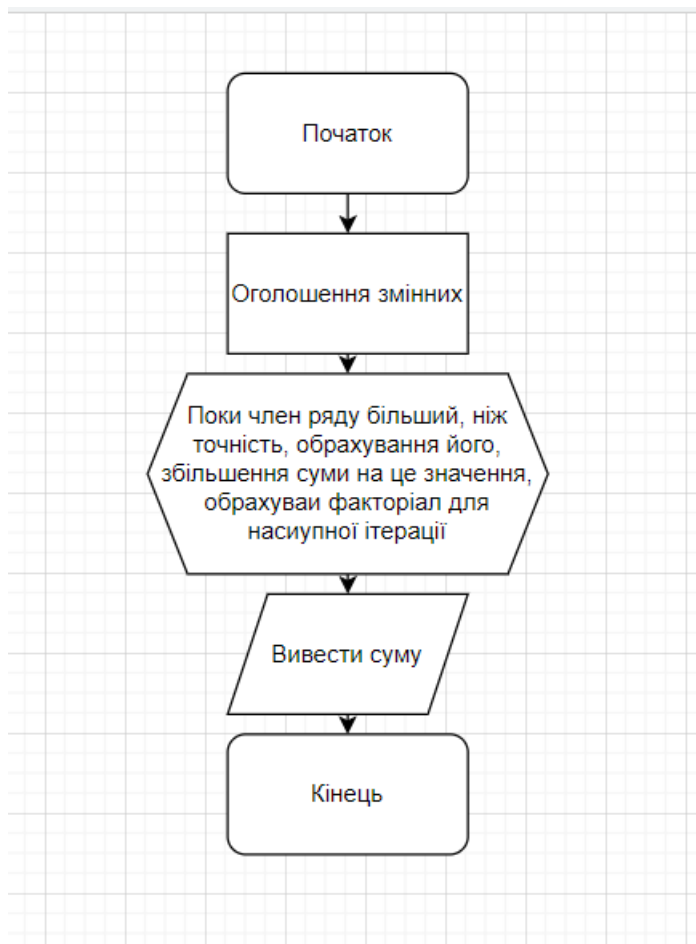 Початок
Оголошення змінних
Поки член ряду більший, ніж
точність, обрахування його,
збільшення суми на це значення,
обрахуваи факторіал для
насиупної ітерації
Вивести суму
Кінець